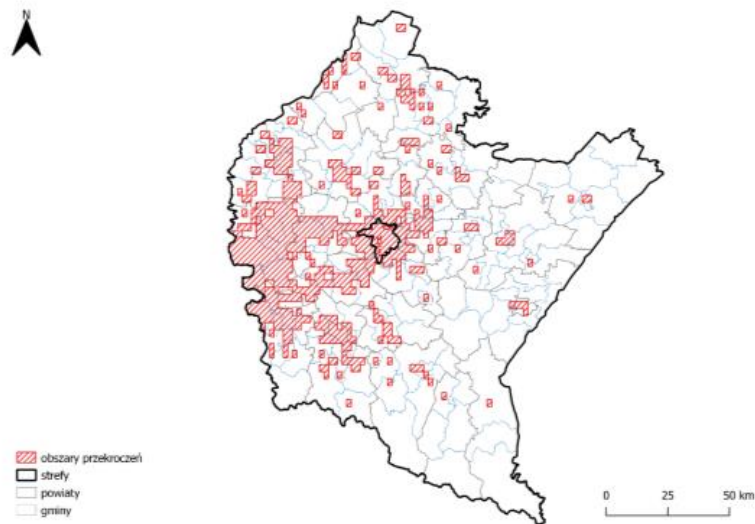 N
obszary przekroczeń
strefy
powiaty
gminy
0 25 50 km